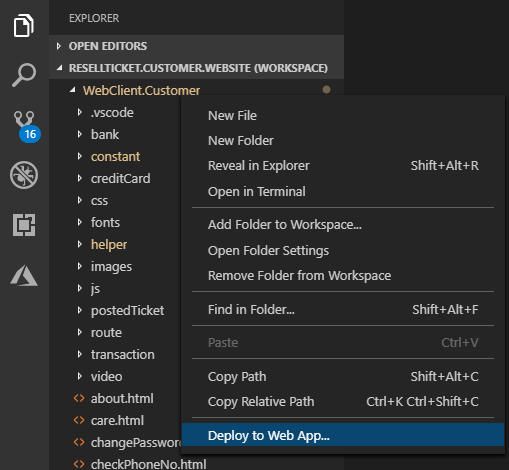 EXPLORER
OPEN EDITORS
RESELLTICKET.CUSTOMER.WEBSITE (WORKSPACE)
WebClient.Customer
.vscode
bank
constant
creditCard
css
fonts
helper
images
js
postedTicket
route
transaction
video
about.html
care.html
changePassword
checkPhoneNo.html
16
New File
New Folder
Reveal in Explorer Shift+Alt+R
Open in Terminal
Add Folder to Workspace...
Open Folder Settings
Remove Folder from Workspace
Find in Folder... Shift+Alt+F
Paste Ctrl+V
Copy Path Shift+Alt+C
Copy Relative Path Ctrl+K Ctrl+Shift+C
Deploy to Web App...